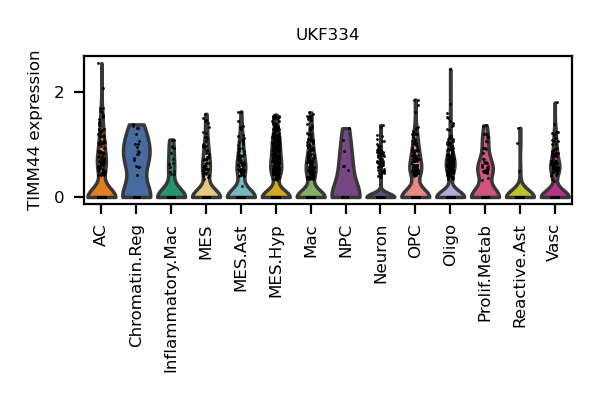 UKF334
TIMM44 expression
2
0
AC
Chromatin.Reg
Inflammatory.Mac
MES
MES.Ast
MES.Hyp
Mac
NPC
Neuron
OPC
Oligo
Prolif.Metab
Reactive.Ast
Vasc